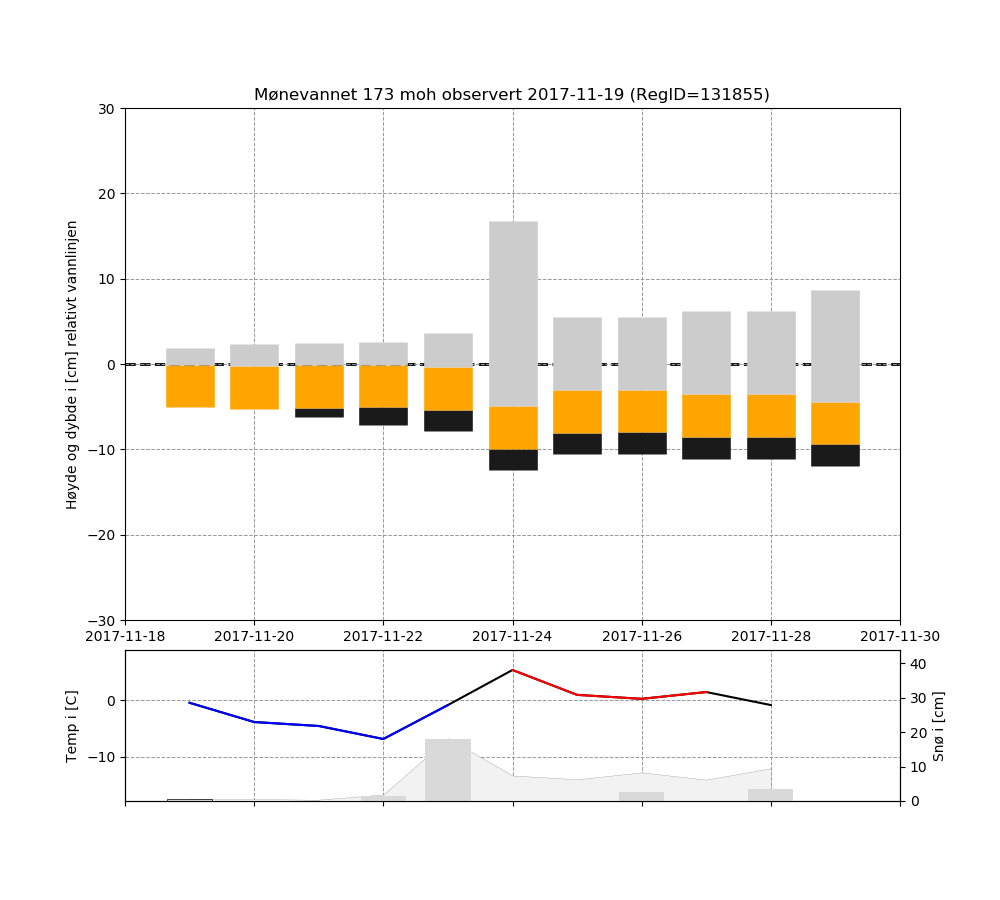 Mønevannet 173 moh observert 2017-11-19 (RegID=131855)
Høyde og dybde i [cm] relativt vannlinjen
30
20
10
0
−10
−20
−30
2017-11-18 2017-11-20 2017-11-22 2017-11-24 2017-11-26 2017-11-28 2017-11-30
Temp i [C]
0
−10
40
30
20
10
0
Snø i [cm]